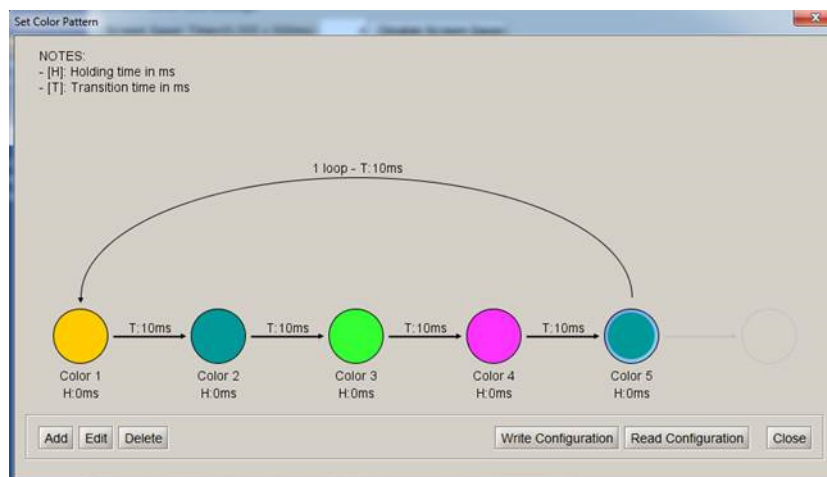 Set Color Pattern
NOTES:
- [H]: Holding time in ms
- [T]: Transition time in ms
1 loop - T:10ms
T:10ms T:10ms T:10ms T:10ms
Color 1 Color 2 Color 3 Color 4 Color 5
H:0ms H:0ms H:0ms H:0ms H:0ms
Add Edit Delete Write Configuration Read Configuration Close